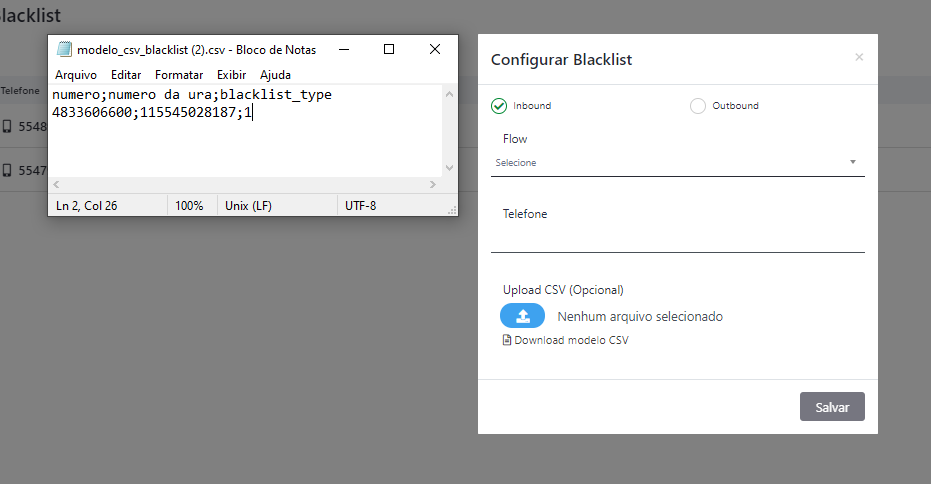 Blacklist
Telefone
5548
5547
modelo_csv_blacklist (2).csv - Bloco de Notas
Arquivo Editar Formatar Exibir Ajuda
numero;numero da ura;blacklist_type
4833606600;115545028187;1
Ln 2, Col 26 100% Unix (LF) UTF-8
Configurar Blacklist
Inbound Outbound
Flow
Selecione
Telefone
Upload CSV (Opcional)
Nenhum arquivo selecionado
Download modelo CSV
Salvar